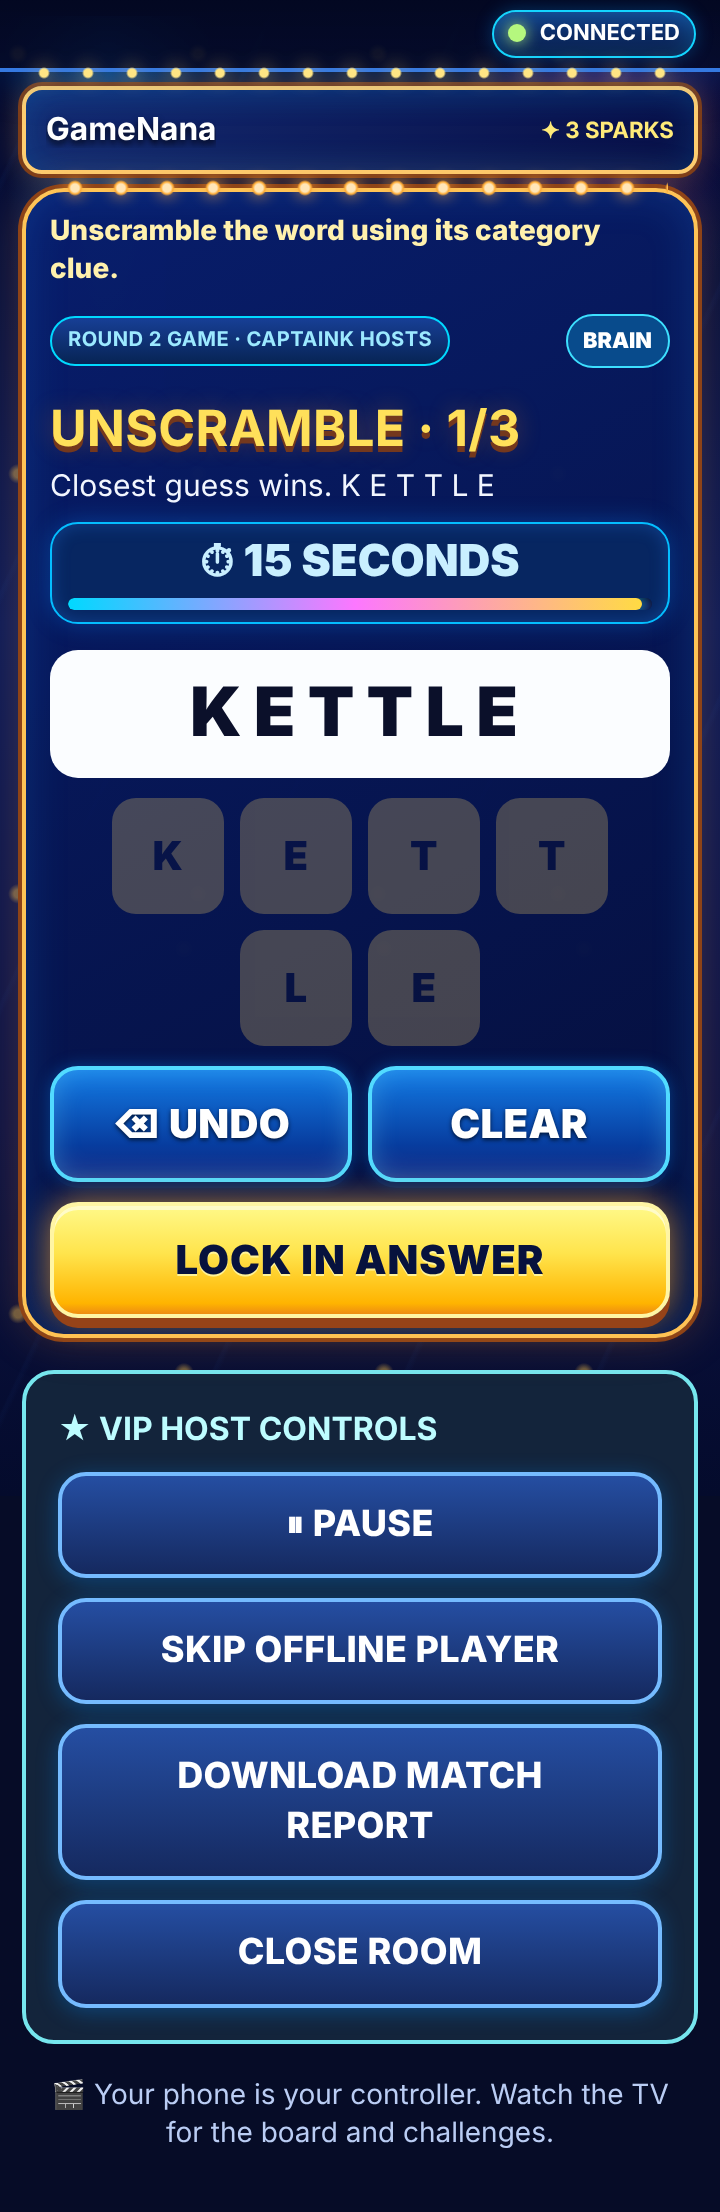 CONNECTED
GameNana
✦ 3 SPARKS
Unscramble the word using its category
clue.
ROUND 2 GAME · CAPTAINK HOSTS
BRAIN
UNSCRAMBLE · 1/3
Closest guess wins. K E T T L E
⏱ 15 SECONDS
KETTLE
K E T T
L E
⌫ UNDO
CLEAR
LOCK IN ANSWER
★ VIP HOST CONTROLS
⏸ PAUSE
SKIP OFFLINE PLAYER
DOWNLOAD MATCH
REPORT
CLOSE ROOM
🎬 Your phone is your controller. Watch the TV
for the board and challenges.